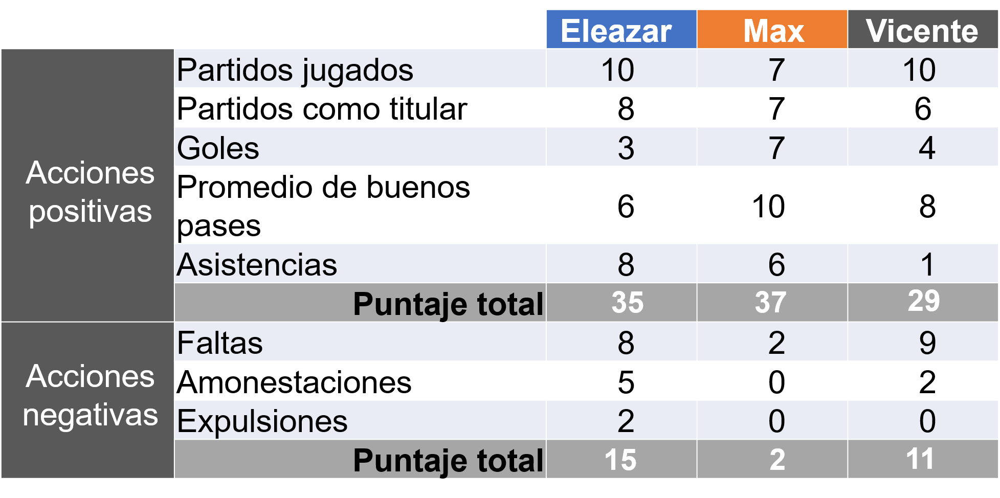 Eleazar Max Vicente
Acciones positivas
Partidos jugados 10 7 10
Partidos como titular 8 7 6
Goles 3 7 4
Promedio de buenos
pases 6 10 8
Asistencias 8 6 1
Puntaje total 35 37 29
Acciones negativas
Faltas 8 2 9
Amonestaciones 5 0 2
Expulsiones 2 0 0
Puntaje total 15 2 11